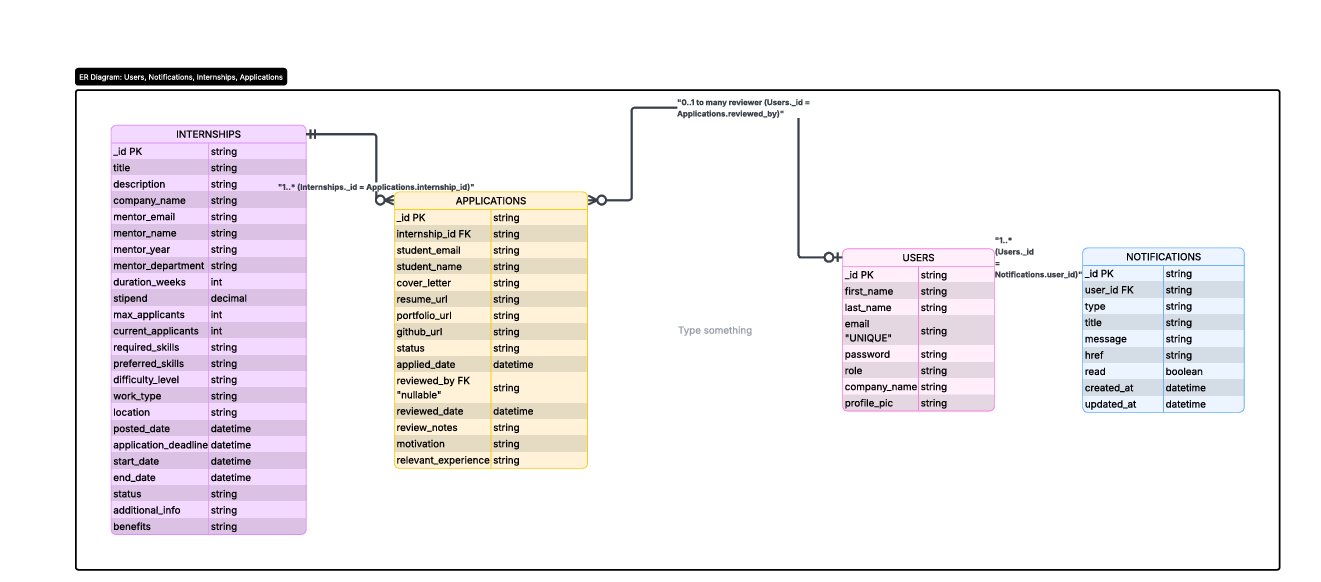 ER Diagram: Users, Notifications, Internships, Applications
"0..1 to many reviewer (Users._id =
Applications.reviewed_by)"
INTERNSHIPS
_id PK string
title string
description string
company_name string
mentor_email string
mentor_name string
mentor_year string
mentor_department string
duration_weeks int
stipend decimal
max_applicants int
current_applicants int
required_skills string
preferred_skills string
difficulty_level string
work_type string
location string
posted_date datetime
application_deadline datetime
start_date datetime
end_date datetime
status string
additional_info string
benefits string
"1..* (Internships._id = Applications.internship_id)"
APPLICATIONS
_id PK string
internship_id FK string
student_email string
student_name string
cover_letter string
resume_url string
portfolio_url string
github_url string
status string
applied_date datetime
reviewed_by FK
"nullable" string
reviewed_date datetime
review_notes string
motivation string
relevant_experience string
Type something
USERS
_id PK string
first_name string
last_name string
email
"UNIQUE" string
password string
role string
company_name string
profile_pic string
"1..*
(Users._id
=
Notifications.user_id)"
NOTIFICATIONS
_id PK string
user_id FK string
type string
title string
message string
href string
read boolean
created_at datetime
updated_at datetime